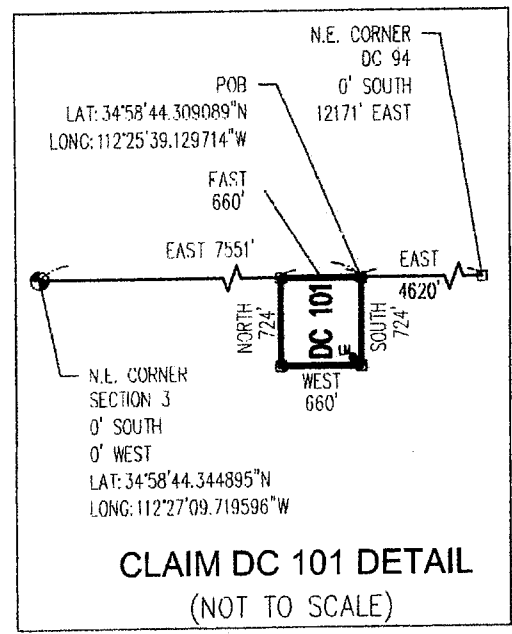 N.E. CORNER
DC 94
0' SOUTH
12171' EAST
POB
LAT: 34°58'44.309089"N
LONG: 112°25'39.129714"W
EAST
660'
EAST 7551'
EAST
4620'
NORTH
724'
DC 101
LM
SOUTH
724'
WEST
660'
N.E. CORNER
SECTION 3
0' SOUTH
0' WEST
LAT: 34°58'44.344895"N
LONG: 112°27'09.719596"W
CLAIM DC 101 DETAIL
(NOT TO SCALE)